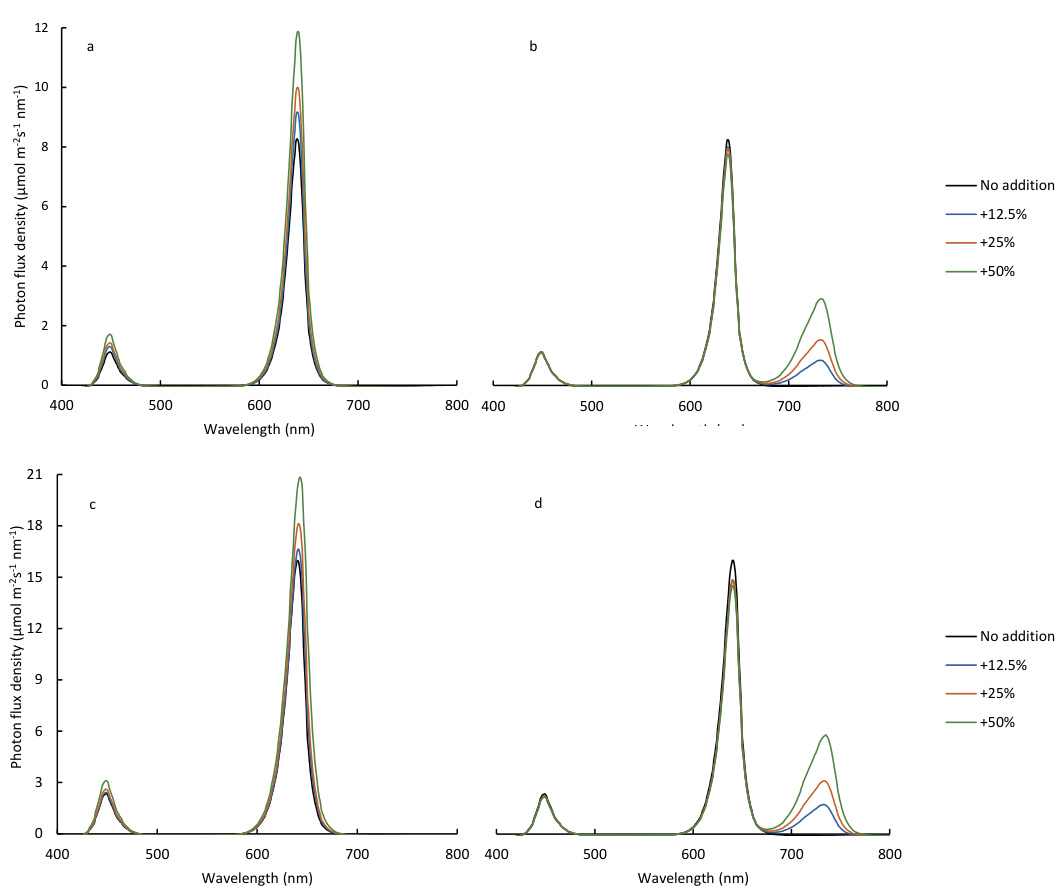 a
b
12
10
8
6
4
2
0
Photon flux density (µmol m-2s-1 nm-1)
400 500 600 700 800
400 500 600 700 800
Wavelength (nm)
No addition
+12.5%
+25%
+50%
c
d
21
18
15
12
9
6
3
0
Photon flux density (µmol m-2s-1 nm-1)
400 500 600 700 800
400 500 600 700 800
Wavelength (nm)
Wavelength (nm)
No addition
+12.5%
+25%
+50%